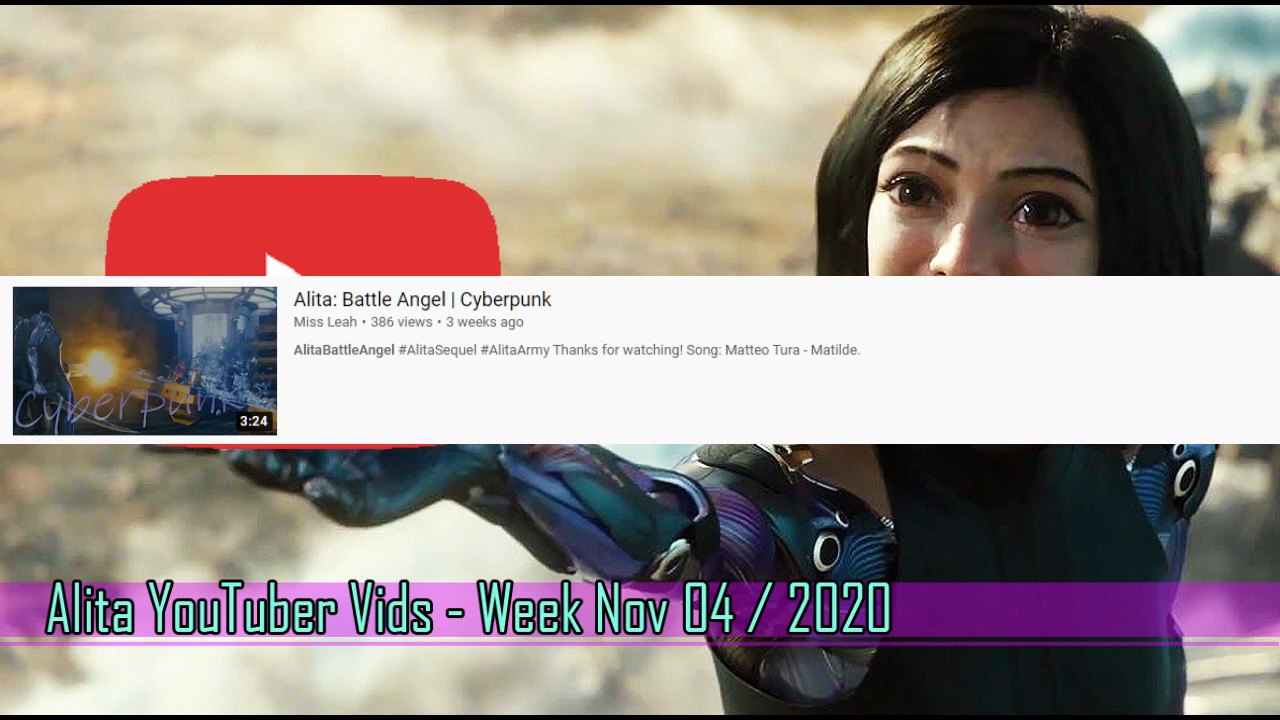 Alita: Battle Angel | Cyberpunk
Miss Leah • 386 views • 3 weeks ago
AlitaBattleAngel #AlitaSequel #AlitaArmy Thanks for watching! Song: Matteo Tura - Matilde.
Cyberpunk
3:24
Alita YouTuber Vids - Week Nov 04 / 2020